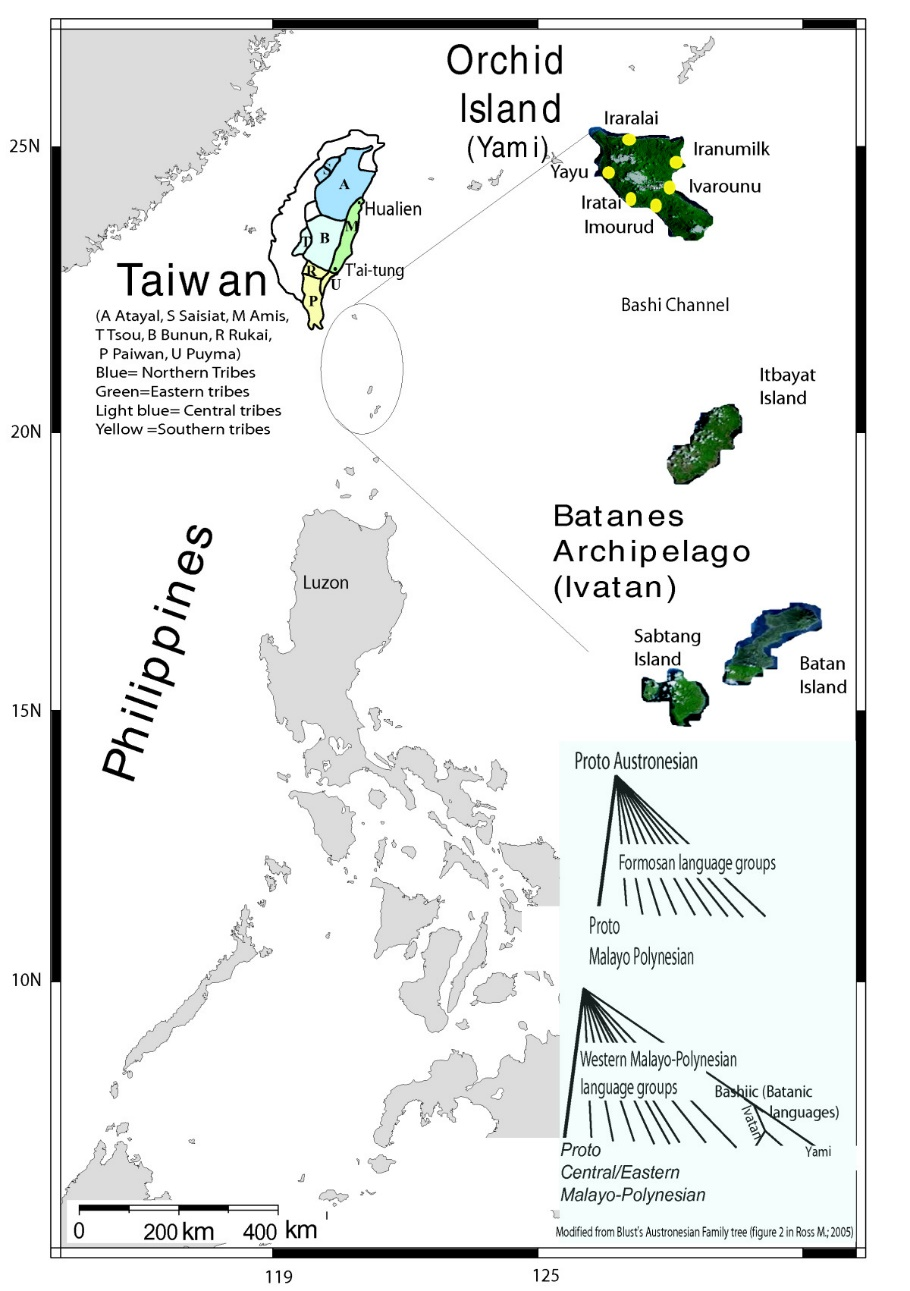 Orchid
Island
(Yami)
Iraralai
Iranumilk
Yayu
Ivarounu
Iratai
Imourud
25N
S
A
Hualien
M
T
B
R
T'ai-tung
U
P
Taiwan
(A Atayal, S Saisiat, M Amis,
T Tsou, B Bunun, R Rukai,
P Paiwan, U Puyma)
Blue= Northern Tribes
Green=Eastern tribes
Light blue= Central tribes
Yellow =Southern tribes
Bashi Channel
Itbayat
Island
20N
Batanes
Archipelago
(Ivatan)
Philippines
Luzon
Sabtang
Island
Batan
Island
15N
Proto Austronesian
Formosan language groups
Proto
Malayo Polynesian
10N
Western Malayo-Polynesian
language groups
Bashiic (Batanic
languages)
Ivatan
Yami
Proto
Central/Eastern
Malayo-Polynesian
0 200 km 400 km
Modified from Blust's Austronesian Family tree (figure 2 in Ross M.; 2005)
119
125